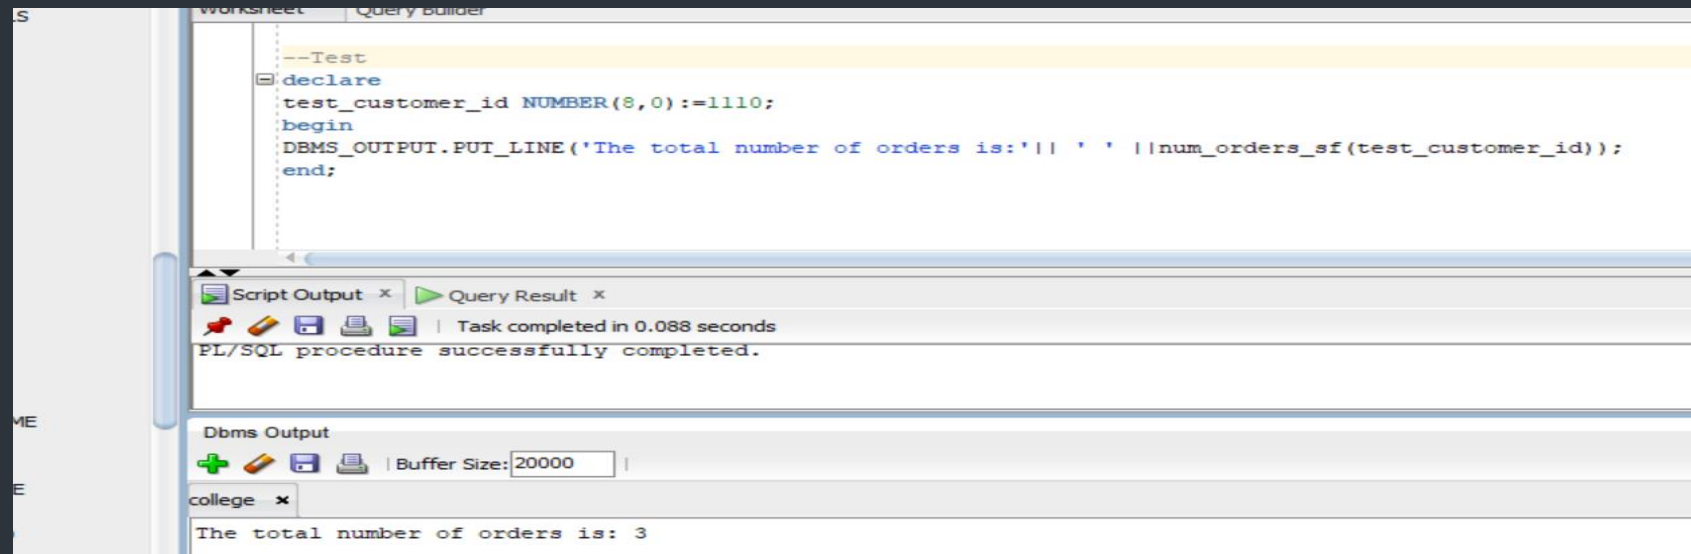 LS
Worksheet Query Builder
--Test
declare
test_customer_id NUMBER(8,0):=1110;
begin
DBMS_OUTPUT.PUT_LINE('The total number of orders is:'|| ' ' ||num_orders_sf(test_customer_id));
end;
Script Output × Query Result ×
Task completed in 0.088 seconds
PL/SQL procedure successfully completed.
ME
Dbms Output
Buffer Size: 20000
E
college ×
The total number of orders is: 3